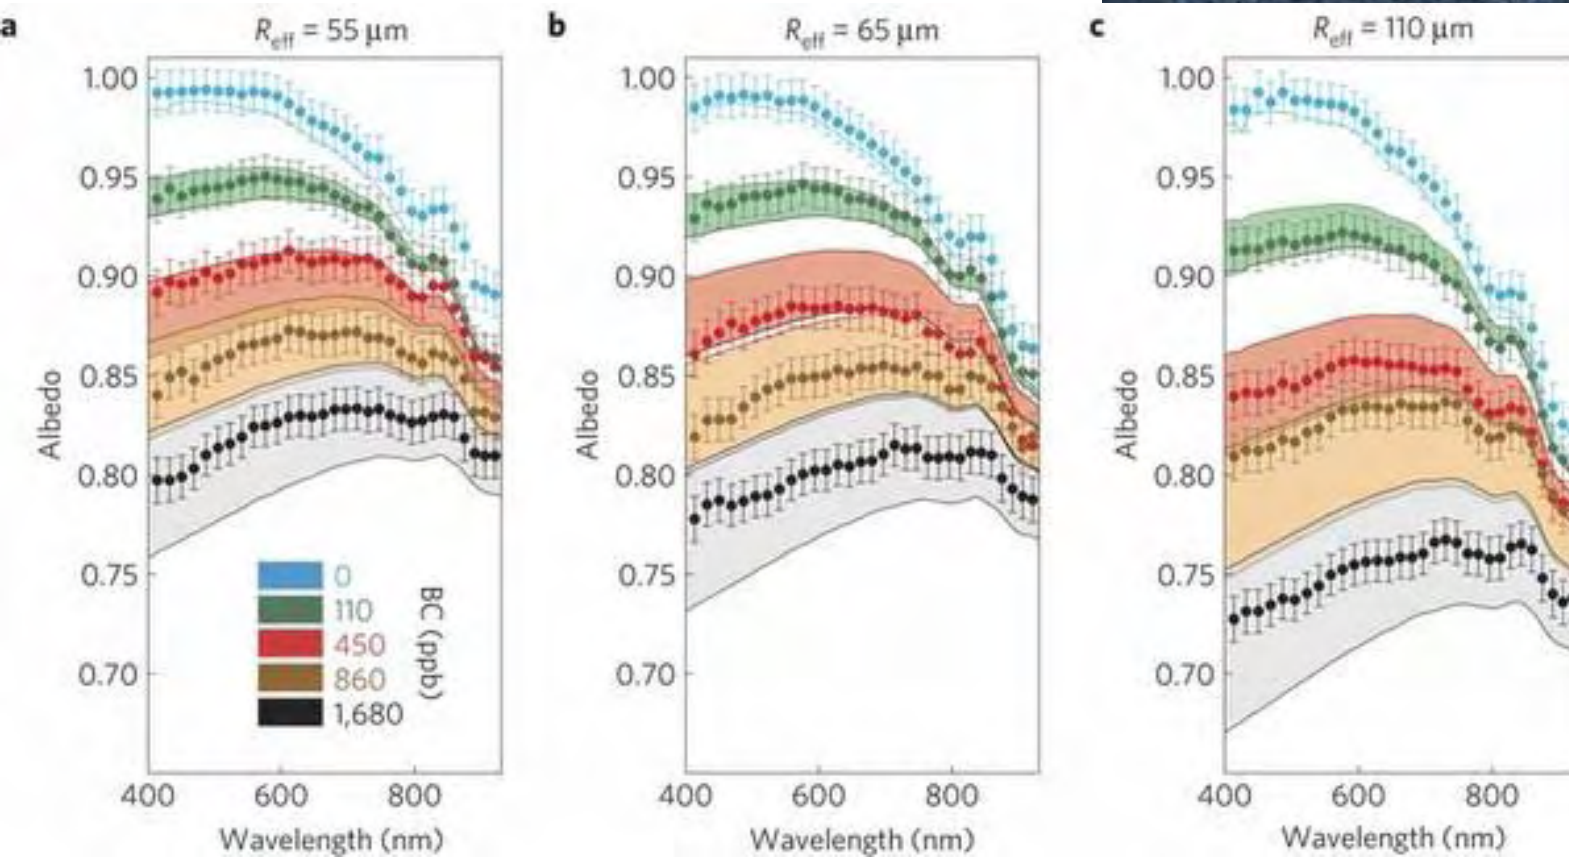 a
R_eff = 55 μm
Albedo
1.00
0.95
0.90
0.85
0.80
0.75
0.70
400
600
800
Wavelength (nm)
BC (ppb)
0
110
450
860
1,680
b
R_eff = 65 μm
Albedo
1.00
0.95
0.90
0.85
0.80
0.75
0.70
400
600
800
Wavelength (nm)
c
R_eff = 110 μm
Albedo
1.00
0.95
0.90
0.85
0.80
0.75
0.70
400
600
800
Wavelength (nm)